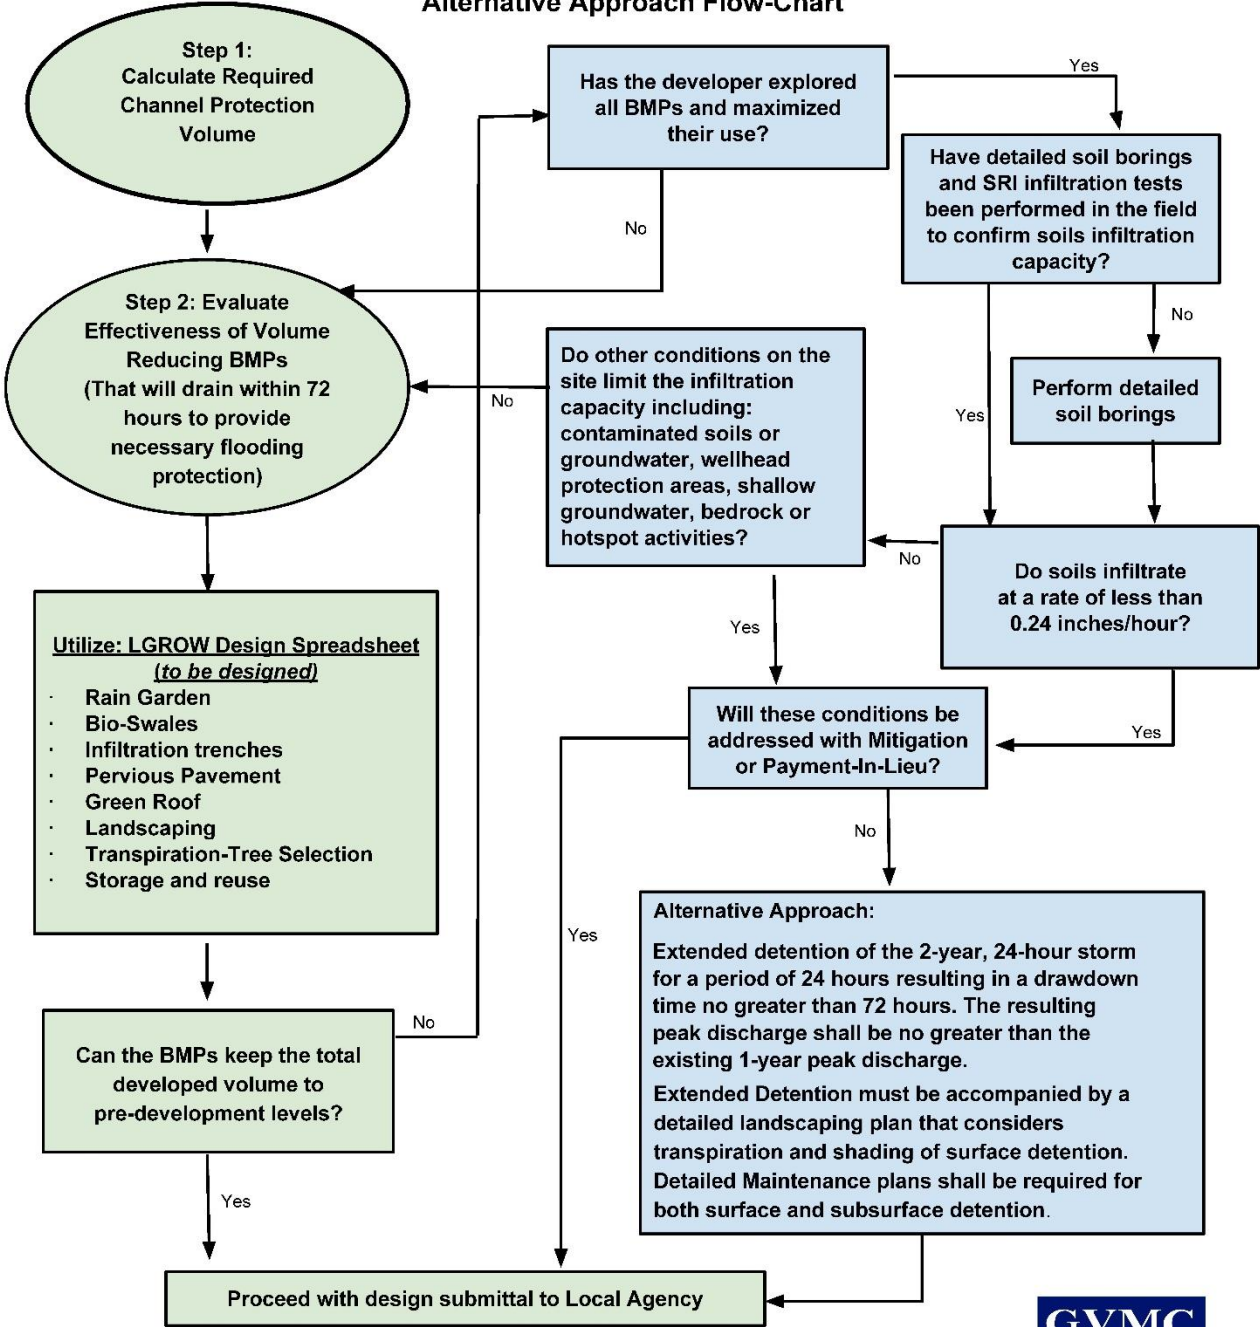 Alternative Approach Flow-Chart
Step 1:
Calculate Required
Channel Protection
Volume
Has the developer explored
all BMPs and maximized
their use?
Yes
No
Have detailed soil borings
and SRI infiltration tests
been performed in the field
to confirm soils infiltration
capacity?
Step 2: Evaluate
Effectiveness of Volume
Reducing BMPs
(That will drain within 72
hours to provide
necessary flooding
protection)
No
Do other conditions on the
site limit the infiltration
capacity including:
contaminated soils or
groundwater, wellhead
protection areas, shallow
groundwater, bedrock or
hotspot activities?
Yes
No
Perform detailed
soil borings
No
Do soils infiltrate
at a rate of less than
0.24 inches/hour?
Yes
Yes
Utilize: LGROW Design Spreadsheet
(to be designed)
· Rain Garden
· Bio-Swales
· Infiltration trenches
· Pervious Pavement
· Green Roof
· Landscaping
· Transpiration-Tree Selection
· Storage and reuse
Will these conditions be
addressed with Mitigation
or Payment-In-Lieu?
No
Yes
Alternative Approach:
Extended detention of the 2-year, 24-hour storm
for a period of 24 hours resulting in a drawdown
time no greater than 72 hours. The resulting
peak discharge shall be no greater than the
existing 1-year peak discharge.
Extended Detention must be accompanied by a
detailed landscaping plan that considers
transpiration and shading of surface detention.
Detailed Maintenance plans shall be required for
both surface and subsurface detention.
Can the BMPs keep the total
developed volume to
pre-development levels?
No
Yes
Proceed with design submittal to Local Agency
GVMC